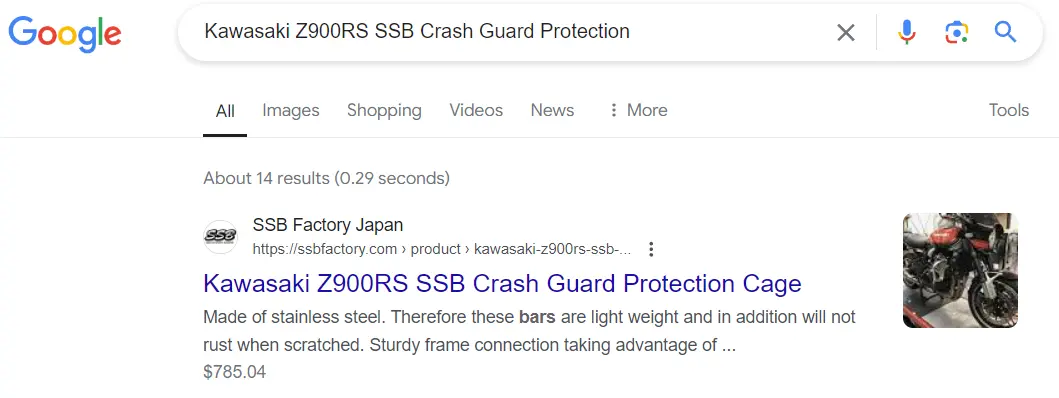 Google
Kawasaki Z900RS SSB Crash Guard Protection
All Images Shopping Videos News More Tools
About 14 results (0.29 seconds)
SSB
SSB Factory Japan
https://ssbfactory.com › product › kawasaki-z900rs-ssb-...
Kawasaki Z900RS SSB Crash Guard Protection Cage
Made of stainless steel. Therefore these bars are light weight and in addition will not
rust when scratched. Sturdy frame connection taking advantage of ...
$785.04